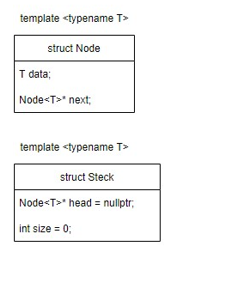 template <typename T>
struct Node
T data;
Node<T>* next;
template <typename T>
struct Steck
Node<T>* head = nullptr;
int size = 0;